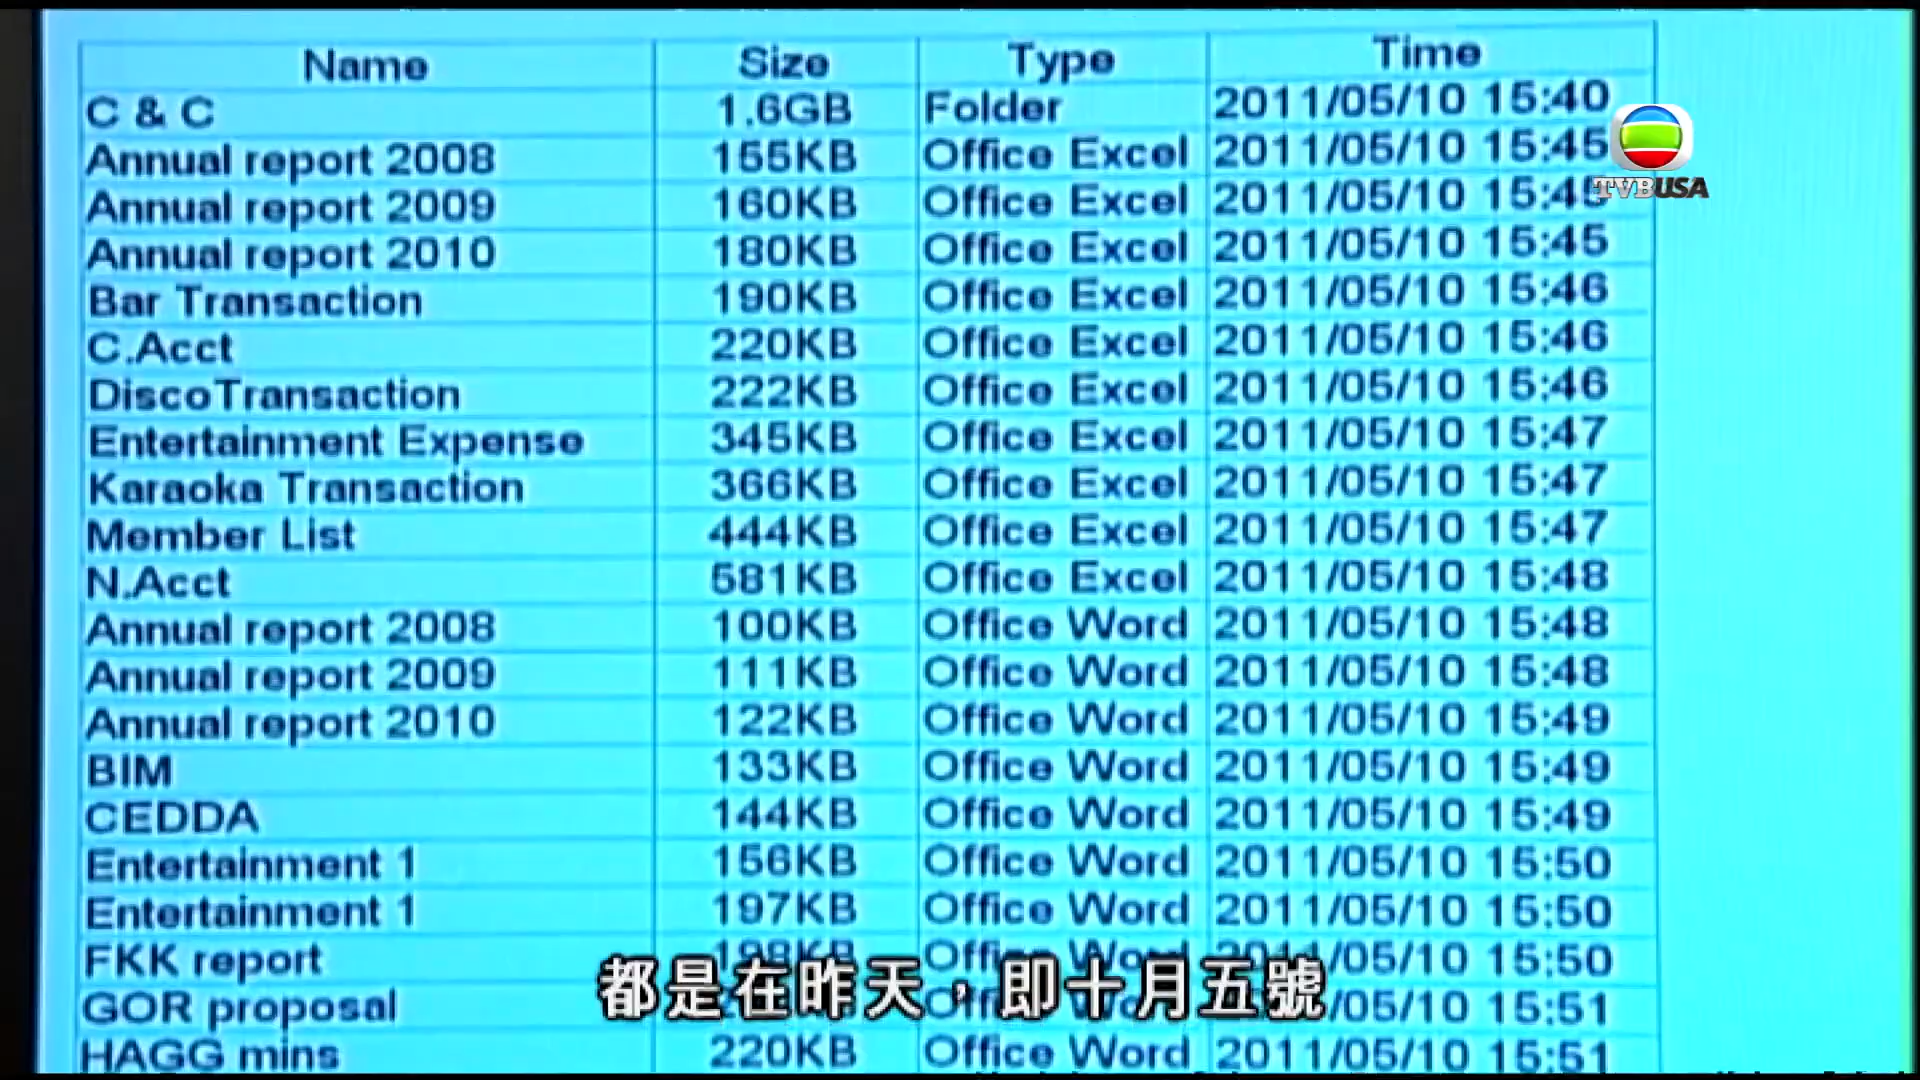 Name Size Type Time
C & C 1.6GB Folder 2011/05/10 15:40
Annual report 2008 155KB Office Excel 2011/05/10 15:45
Annual report 2009 160KB Office Excel 2011/05/10 15:45
TVBUSA
Annual report 2010 180KB Office Excel 2011/05/10 15:45
Bar Transaction 190KB Office Excel 2011/05/10 15:46
C.Acct 220KB Office Excel 2011/05/10 15:46
DiscoTransaction 222KB Office Excel 2011/05/10 15:46
Entertainment Expense 345KB Office Excel 2011/05/10 15:47
Karaoka Transaction 366KB Office Excel 2011/05/10 15:47
Member List 444KB Office Excel 2011/05/10 15:47
N.Acct 581KB Office Excel 2011/05/10 15:48
Annual report 2008 100KB Office Word 2011/05/10 15:48
Annual report 2009 111KB Office Word 2011/05/10 15:48
Annual report 2010 122KB Office Word 2011/05/10 15:49
BIM 133KB Office Word 2011/05/10 15:49
CEDDA 144KB Office Word 2011/05/10 15:49
Entertainment 1 156KB Office Word 2011/05/10 15:50
Entertainment 1 197KB Office Word 2011/05/10 15:50
FKK report 198KB Office Word 2011/05/10 15:50
都是在昨天，即十月五號
GOR proposal Office Word /05/10 15:51
HAGG mins 220KB Office Word 2011/05/10 15:51